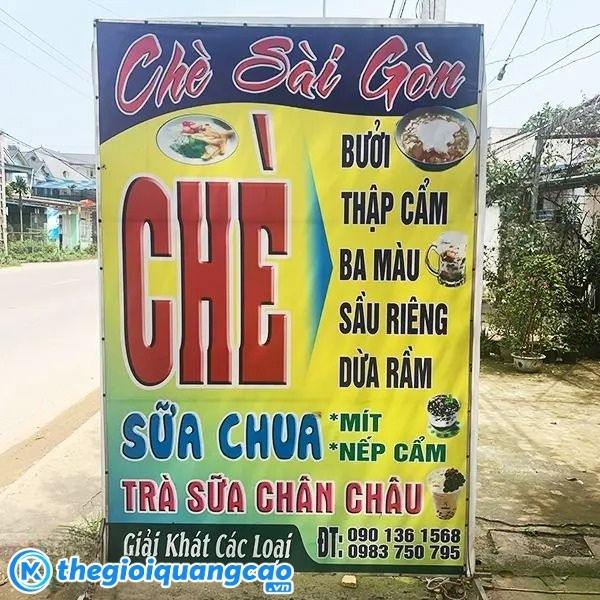 Chè Sài Gòn
CHÈ
BƯỞI
THẬP CẨM
BA MÀU
SẦU RIÊNG
DỪA RẦM
SỮA CHUA
*MÍT
*NẾP CẨM
TRÀ SỮA CHÂN CHÂU
Giải Khát Các Loại
ĐT: 090 136 1568
0983 750 795
thegioiquangcao
.vn